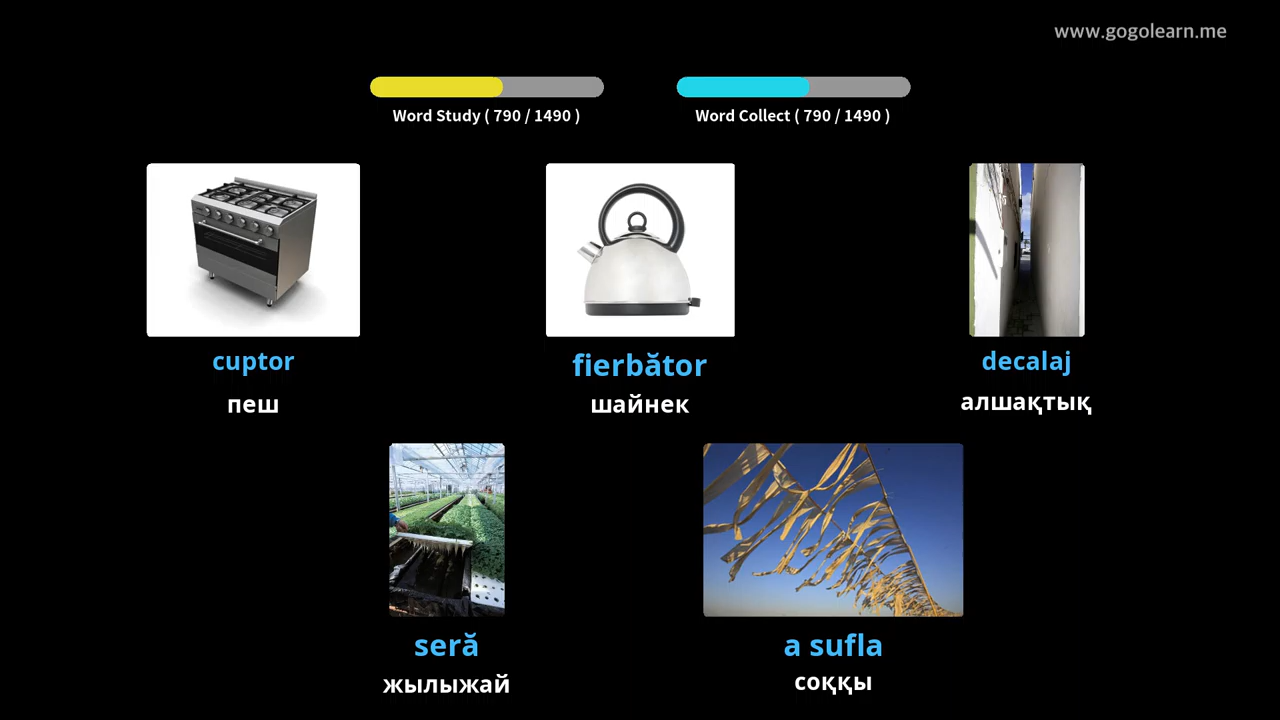 www.gogolearn.me
Word Study ( 790 / 1490 )
Word Collect ( 790 / 1490 )
cuptor
пеш
fierbător
шайнек
decalaj
алшақтық
seră
жылыжай
a sufla
соққы